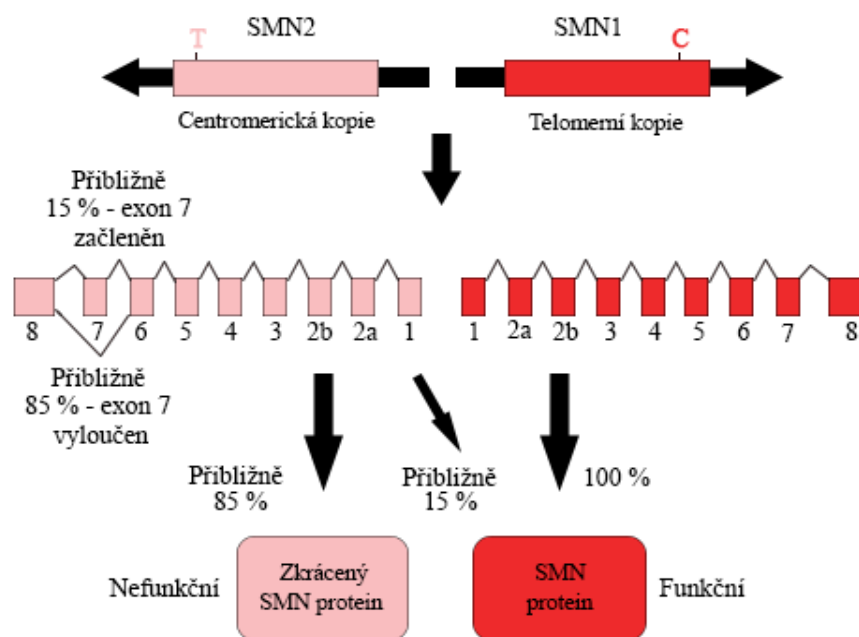 SMN2 SMN1
T C
Centromerická kopie Telomerní kopie
Přibližně
15 % - exon 7
začleněn
8 7 6 5 4 3 2b 2a 1 1 2a 2b 3 4 5 6 7 8
Přibližně
85 % - exon 7
vyloučen
Přibližně
85 %
Přibližně
15 %
100 %
Nefunkční
Zkrácený
SMN protein
SMN
protein
Funkční